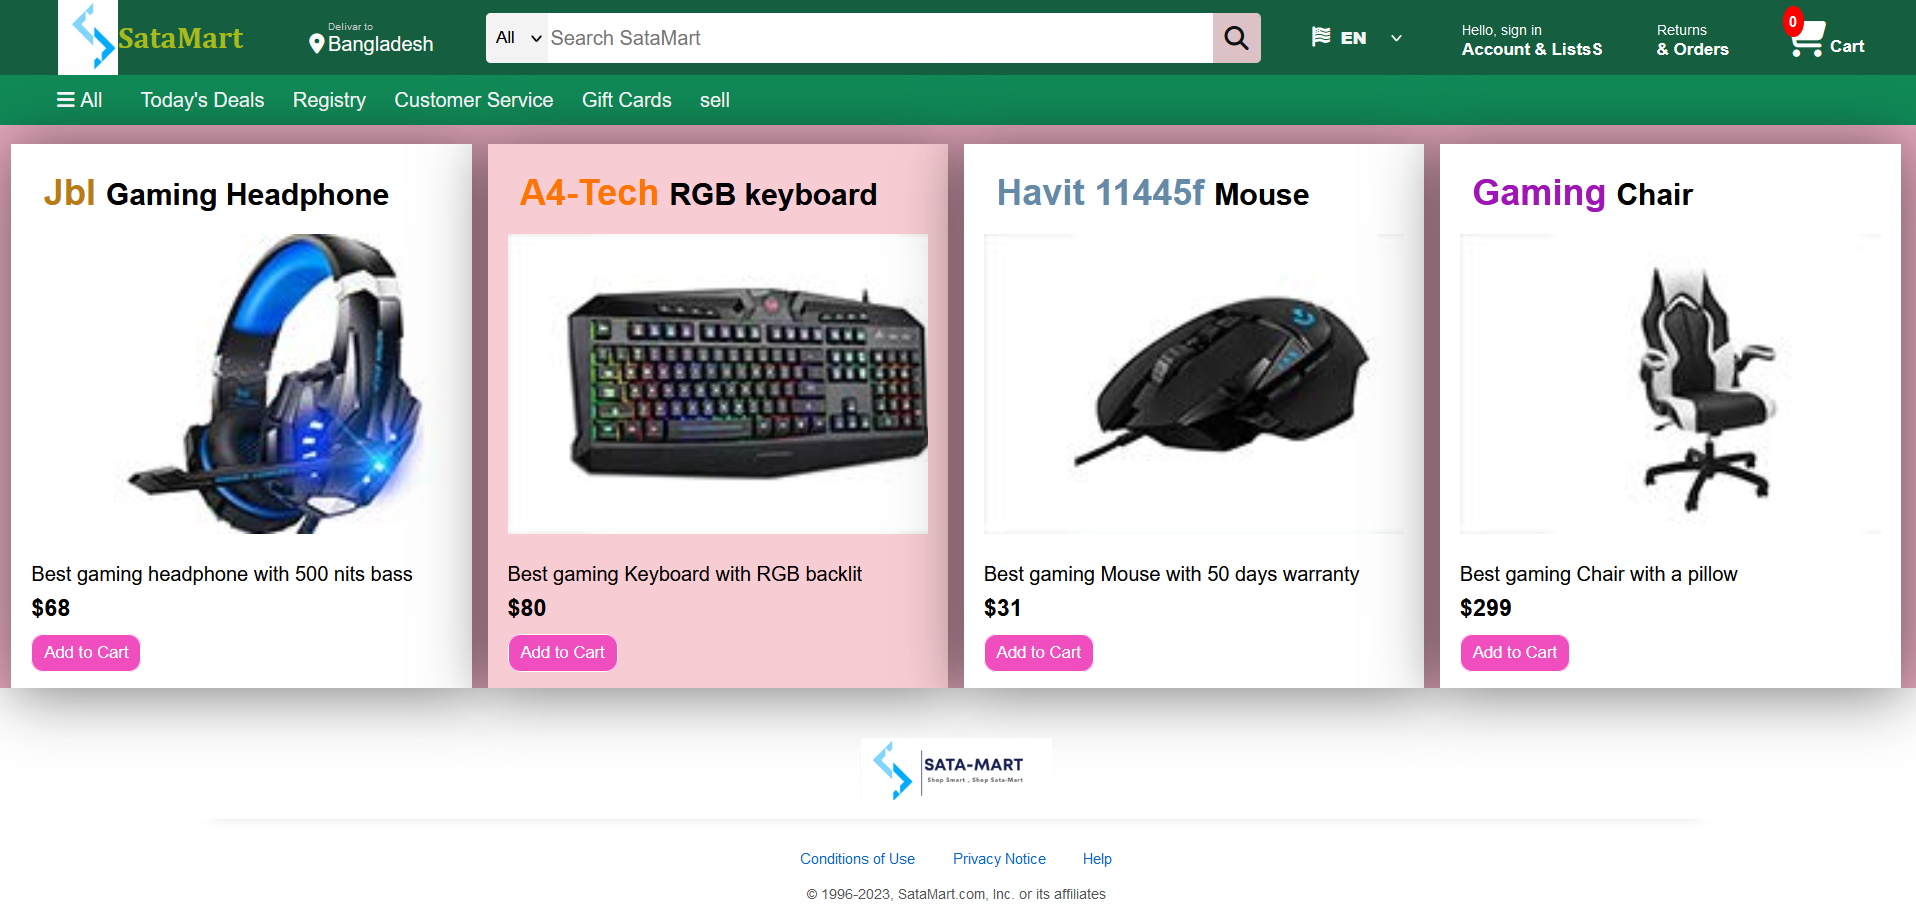 SataMart
Delivar to
Bangladesh
All
Search SataMart
EN
Hello, sign in
Account & ListsS
Returns
& Orders
0
Cart
All
Today's Deals
Registry
Customer Service
Gift Cards
sell
Jbl Gaming Headphone
Best gaming headphone with 500 nits bass
$68
Add to Cart
A4-Tech RGB keyboard
Best gaming Keyboard with RGB backlit
$80
Add to Cart
Havit 11445f Mouse
Best gaming Mouse with 50 days warranty
$31
Add to Cart
Gaming Chair
Best gaming Chair with a pillow
$299
Add to Cart
SATA-MART
Shop Smart , Shop Sata-Mart
Conditions of Use
Privacy Notice
Help
© 1996-2023, SataMart.com, Inc. or its affiliates